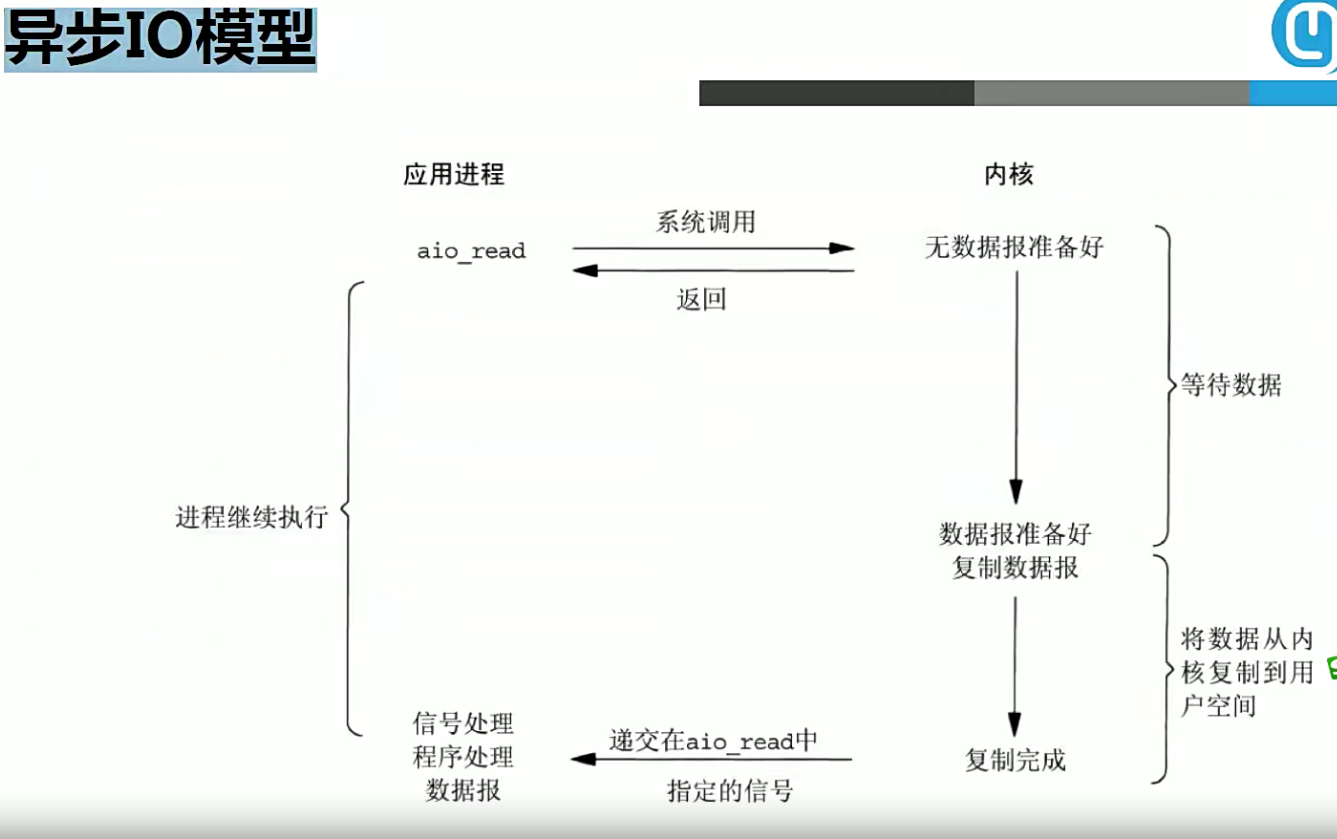 异步IO模型
应用进程
内核
系统调用
aio_read
无数据报准备好
返回
等待数据
进程继续执行
数据报准备好
复制数据报
将数据从内
核复制到用
户空间
信号处理
程序处理
数据报
递交在aio_read中
指定的信号
复制完成